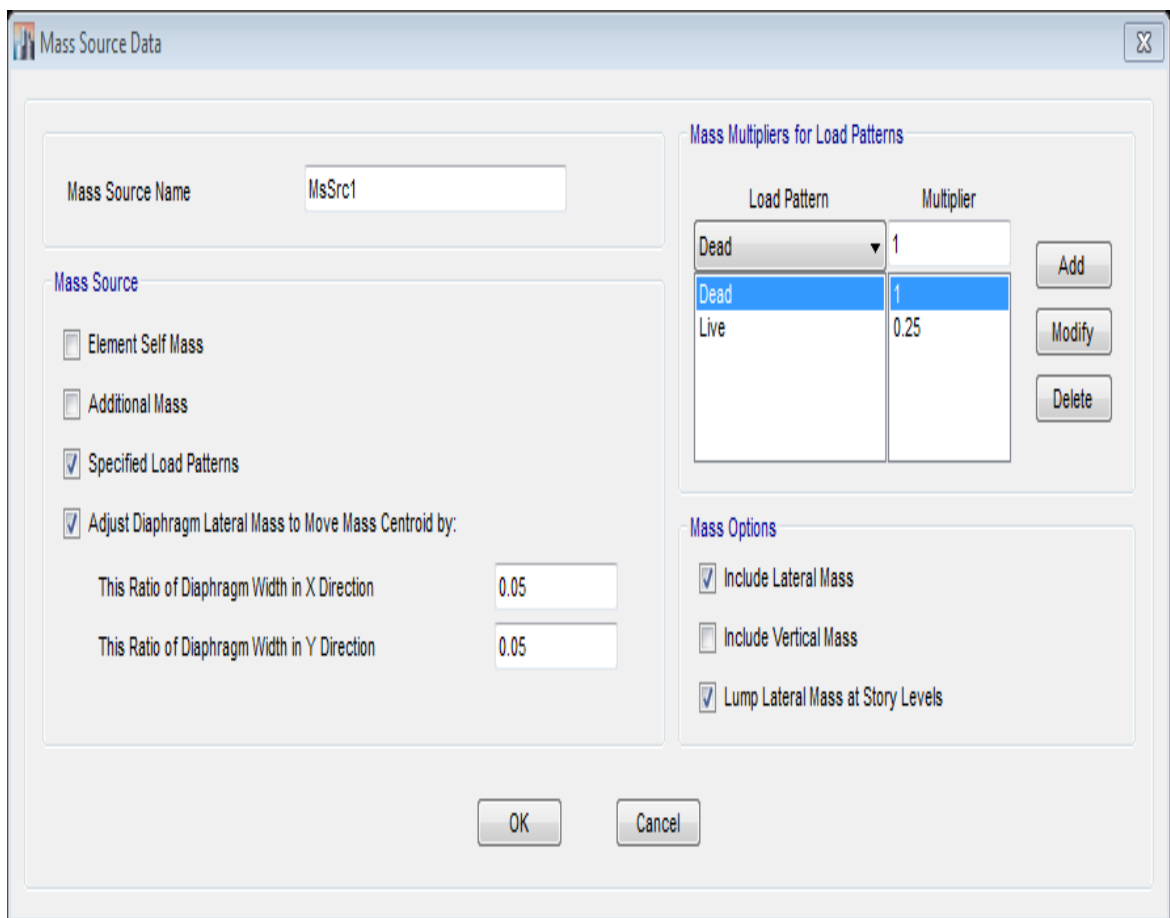 Mass Source Data
Mass Source Name MsSrc1
Mass Source
Element Self Mass
Additional Mass
Specified Load Patterns
Adjust Diaphragm Lateral Mass to Move Mass Centroid by:
This Ratio of Diaphragm Width in X Direction 0.05
This Ratio of Diaphragm Width in Y Direction 0.05
Mass Multipliers for Load Patterns
Load Pattern Multiplier
Dead 1
Dead 1
Live 0.25
Add
Modify
Delete
Mass Options
Include Lateral Mass
Include Vertical Mass
Lump Lateral Mass at Story Levels
OK Cancel